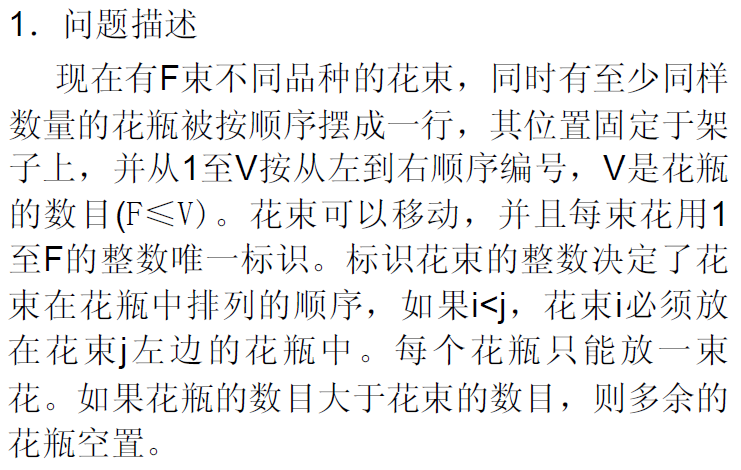 1．问题描述
现在有F束不同品种的花束，同时有至少同样
数量的花瓶被按顺序摆成一行，其位置固定于架
子上，并从1至V按从左到右顺序编号，V是花瓶
的数目(F≤V)。花束可以移动，并且每束花用1
至F的整数唯一标识。标识花束的整数决定了花
束在花瓶中排列的顺序，如果i<j，花束i必须放
在花束j左边的花瓶中。每个花瓶只能放一束
花。如果花瓶的数目大于花束的数目，则多余的
花瓶空置。